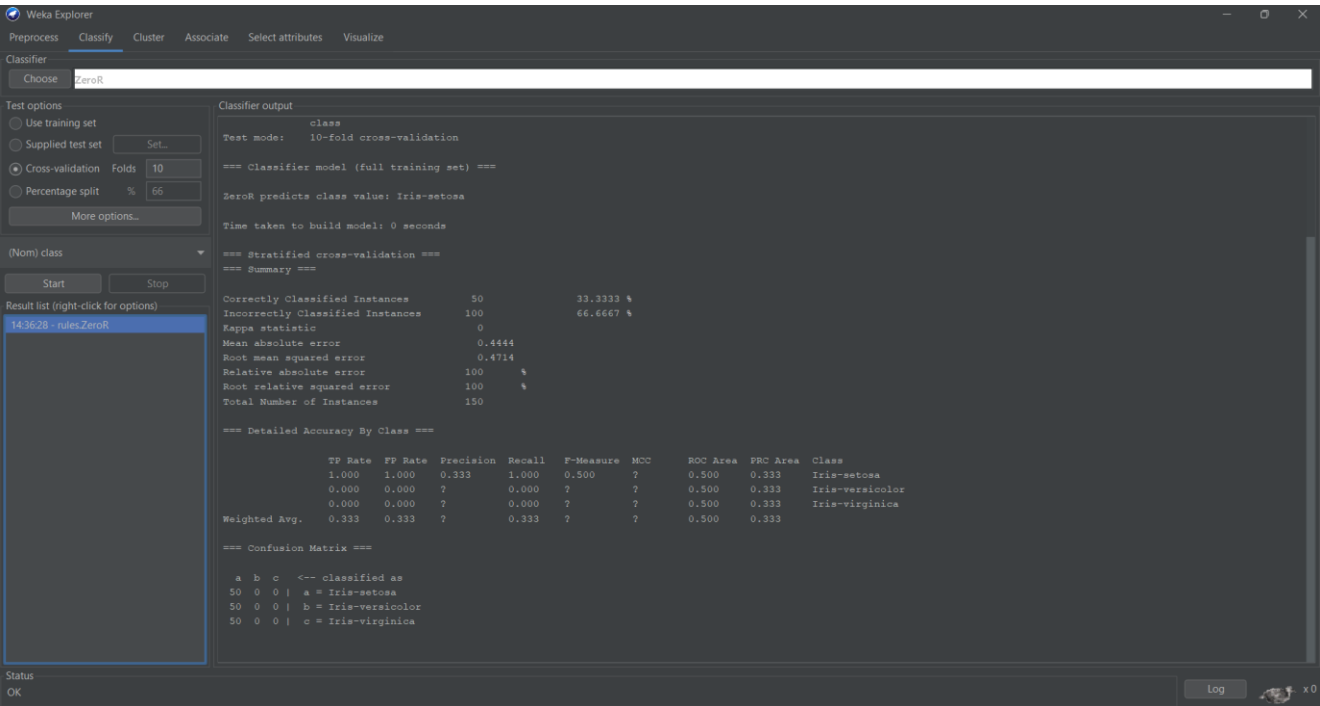 Weka Explorer
Preprocess Classify Cluster Associate Select attributes Visualize
Classifier
Choose ZeroR
Test options
Use training set
Supplied test set Set...
Cross-validation Folds 10
Percentage split % 66
More options...
(Nom) class
Start Stop
Result list (right-click for options)
14:36:28 - rules.ZeroR
Classifier output
class
Test mode: 10-fold cross-validation
=== Classifier model (full training set) ===
ZeroR predicts class value: Iris-setosa
Time taken to build model: 0 seconds
=== Stratified cross-validation ===
=== Summary ===
Correctly Classified Instances 50 33.3333 %
Incorrectly Classified Instances 100 66.6667 %
Kappa statistic 0
Mean absolute error 0.4444
Root mean squared error 0.4714
Relative absolute error 100 %
Root relative squared error 100 %
Total Number of Instances 150
=== Detailed Accuracy By Class ===
TP Rate FP Rate Precision Recall F-Measure MCC ROC Area PRC Area Class
1.000 1.000 0.333 1.000 0.500 ? 0.500 0.333 Iris-setosa
0.000 0.000 ? 0.000 ? ? 0.500 0.333 Iris-versicolor
0.000 0.000 ? 0.000 ? ? 0.500 0.333 Iris-virginica
Weighted Avg. 0.333 0.333 ? 0.333 ? ? 0.500 0.333
=== Confusion Matrix ===
a b c <-- classified as
50 0 0 | a = Iris-setosa
50 0 0 | b = Iris-versicolor
50 0 0 | c = Iris-virginica
Status
OK
Log x 0